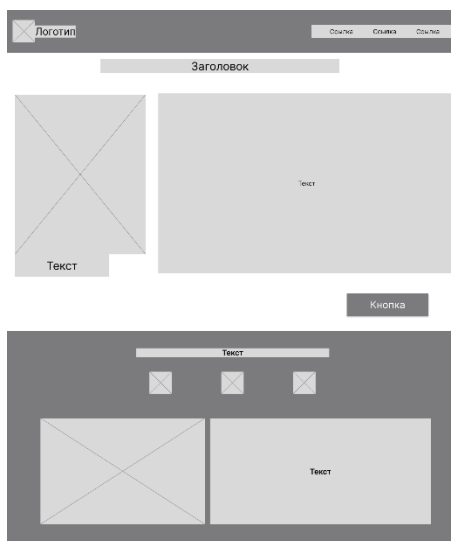 Логотип
Ссылка Ссылка Ссылка
Заголовок
Текст
Текст
Кнопка
Текст
Текст